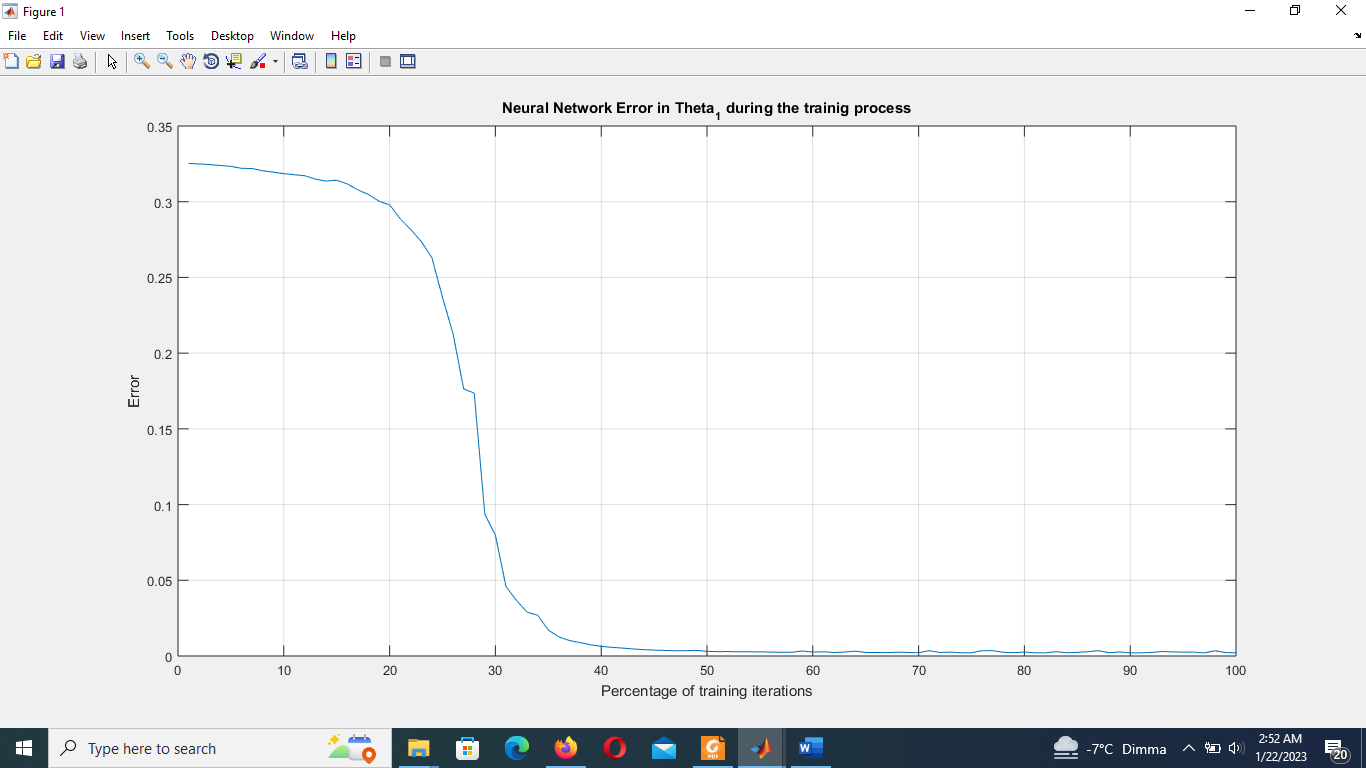 Figure 1
File Edit View Insert Tools Desktop Window Help
Neural Network Error in Theta1 during the trainig process
0.35
0.3
0.25
0.2
0.15
0.1
0.05
0
Error
0 10 20 30 40 50 60 70 80 90 100
Percentage of training iterations
Type here to search
PDF
W
-7°C Dimma
2:52 AM
1/22/2023
20